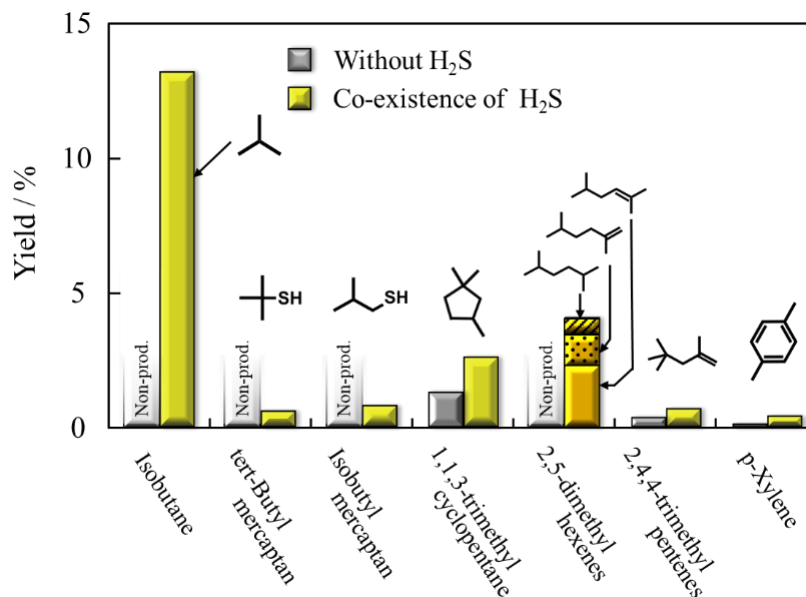 15
10
5
0
Yield / %
Without H₂S
Co-existence of H₂S
SH
SH
Non-prod.
Non-prod.
Non-prod.
Non-prod.
Isobutane
tert-Butyl
mercaptan
Isobutyl
mercaptan
1,1,3-trimethyl
cyclopentane
2,5-dimethyl
hexenes
2,4,4-trimethyl
pentenes
p-Xylene